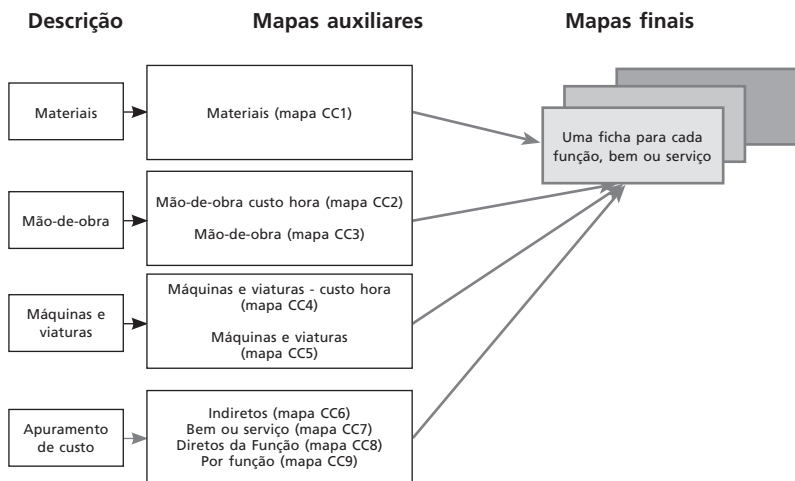 Descrição
Mapas auxiliares
Mapas finais
Materiais
Materiais (mapa CC1)
Uma ficha para cada
função, bem ou serviço
Mão-de-obra
Mão-de-obra custo hora (mapa CC2)
Mão-de-obra (mapa CC3)
Máquinas e
viaturas
Máquinas e viaturas - custo hora
(mapa CC4)
Máquinas e viaturas
(mapa CC5)
Apuramento
de custo
Indiretos (mapa CC6)
Bem ou serviço (mapa CC7)
Diretos da Função (mapa CC8)
Por função (mapa CC9)